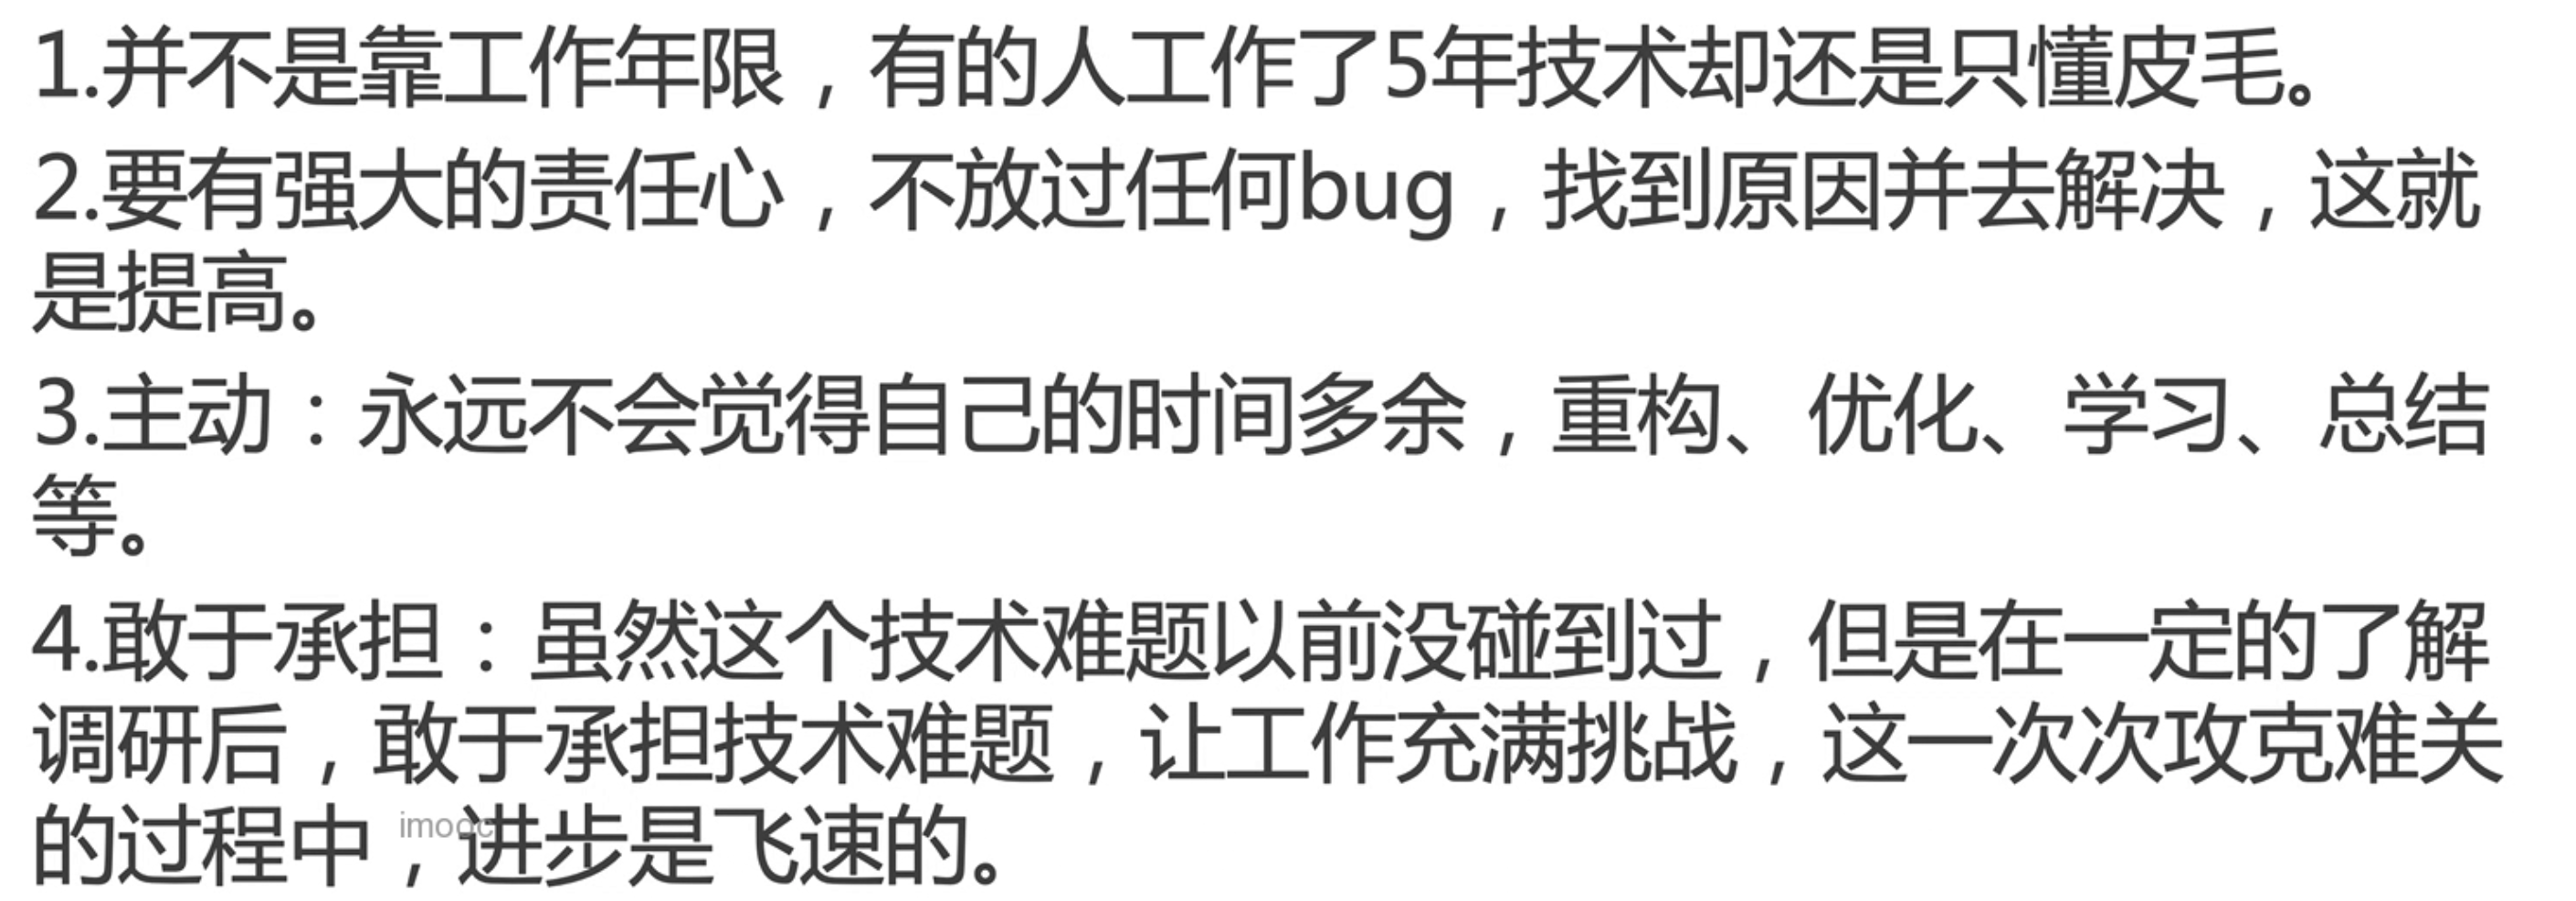 1.并不是靠工作年限，有的人工作了5年技术却还是只懂皮毛。
2.要有强大的责任心，不放过任何bug，找到原因并去解决，这就
是提高。
3.主动：永远不会觉得自己的时间多余，重构、优化、学习、总结
等。
4.敢于承担：虽然这个技术难题以前没碰到过，但是在一定的了解
调研后，敢于承担技术难题，让工作充满挑战，这一次次攻克难关
的过程中，进步是飞速的。
imooc